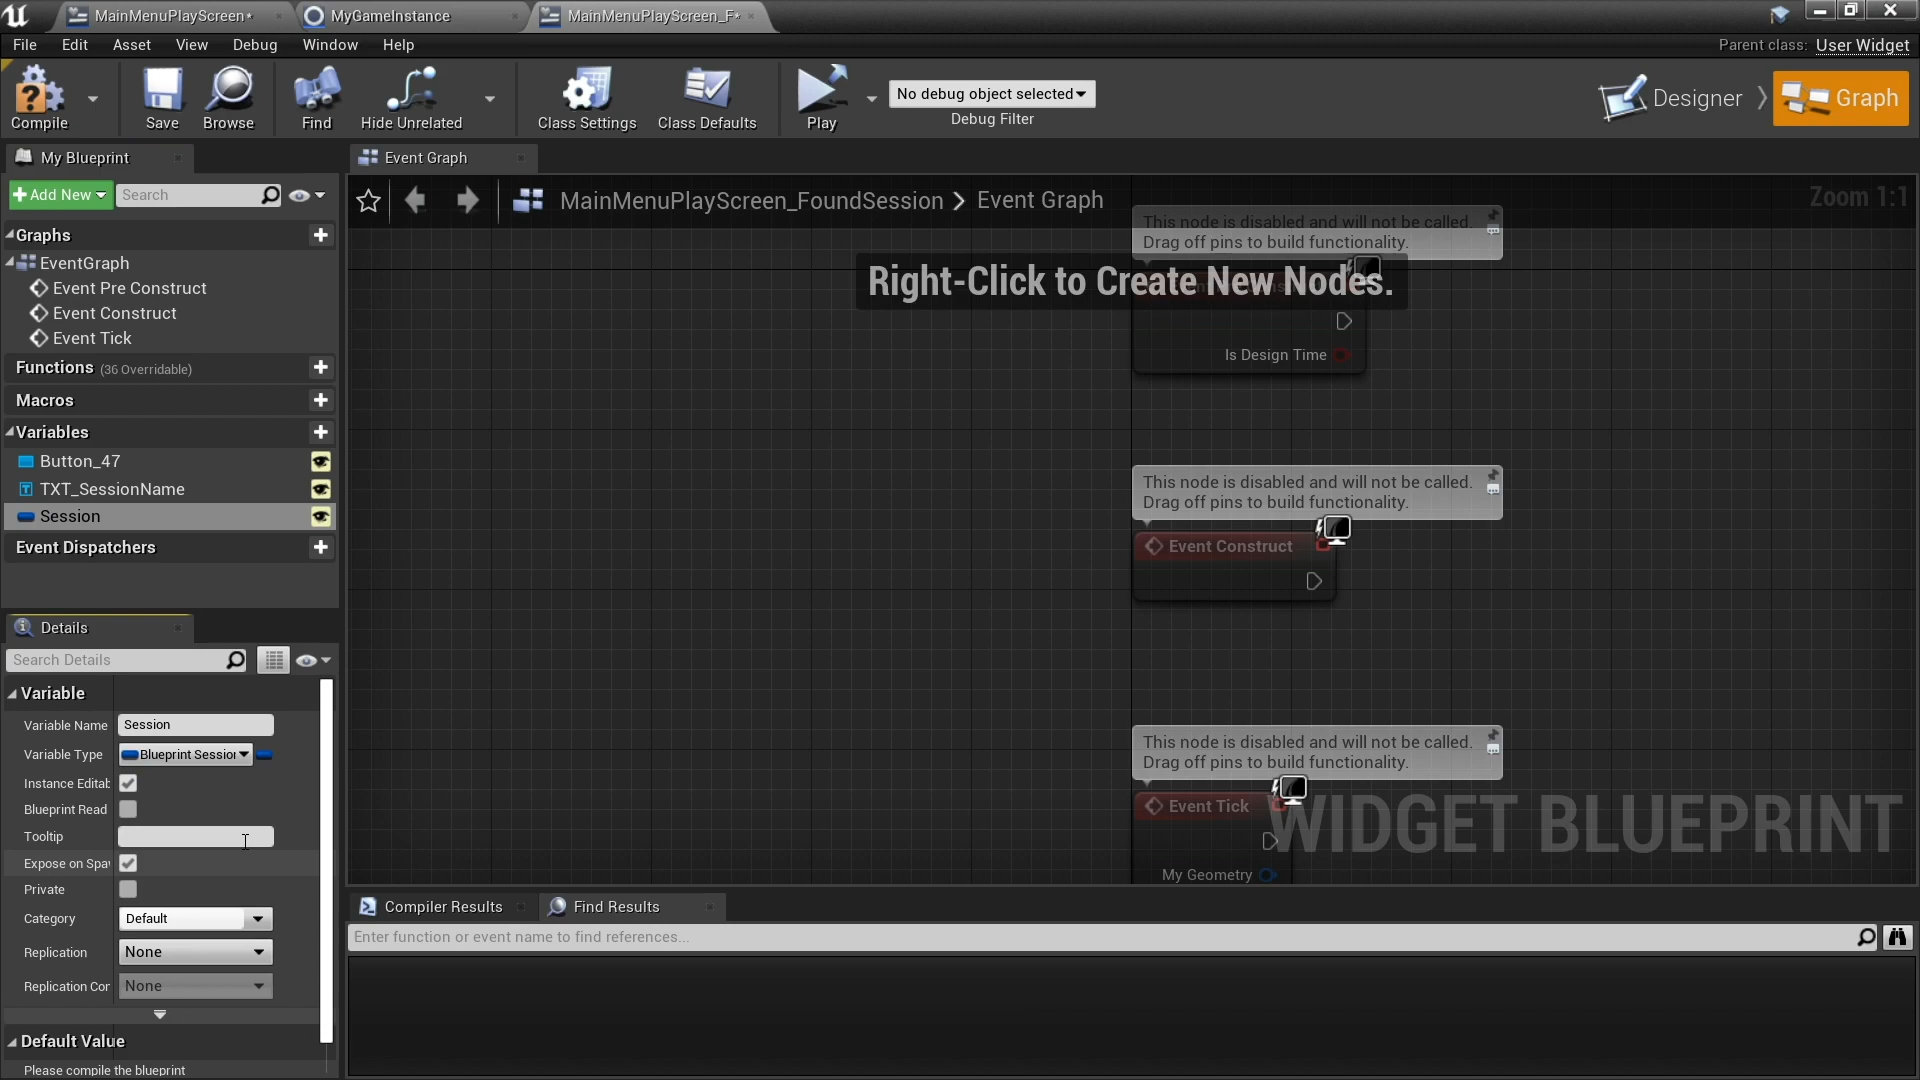 MainMenuPlayScreen*
MyGameInstance
MainMenuPlayScreen_F*
File
Edit
Asset
View
Debug
Window
Help
Parent class:
User Widget
Compile
Save
Browse
Find
Hide Unrelated
Class Settings
Class Defaults
Play
No debug object selected
Debug Filter
Designer
Graph
My Blueprint
Event Graph
Add New
Search
MainMenuPlayScreen_FoundSession > Event Graph
Zoom 1:1
Right-Click to Create New Nodes.
Graphs
EventGraph
Event Pre Construct
Event Construct
Event Tick
Functions (36 Overridable)
Macros
Variables
Button_47
TXT_SessionName
Session
Event Dispatchers
This node is disabled and will not be called.
Drag off pins to build functionality.
Is Design Time
This node is disabled and will not be called.
Drag off pins to build functionality.
Event Construct
This node is disabled and will not be called.
Drag off pins to build functionality.
Event Tick
My Geometry
WIDGET BLUEPRINT
Details
Search Details
Variable
Variable Name
Session
Variable Type
Blueprint Session
Instance Editab
Blueprint Read
Tooltip
Expose on Spaw
Private
Category
Default
Replication
None
Replication Con
None
Default Value
Please compile the blueprint
Compiler Results
Find Results
Enter function or event name to find references...